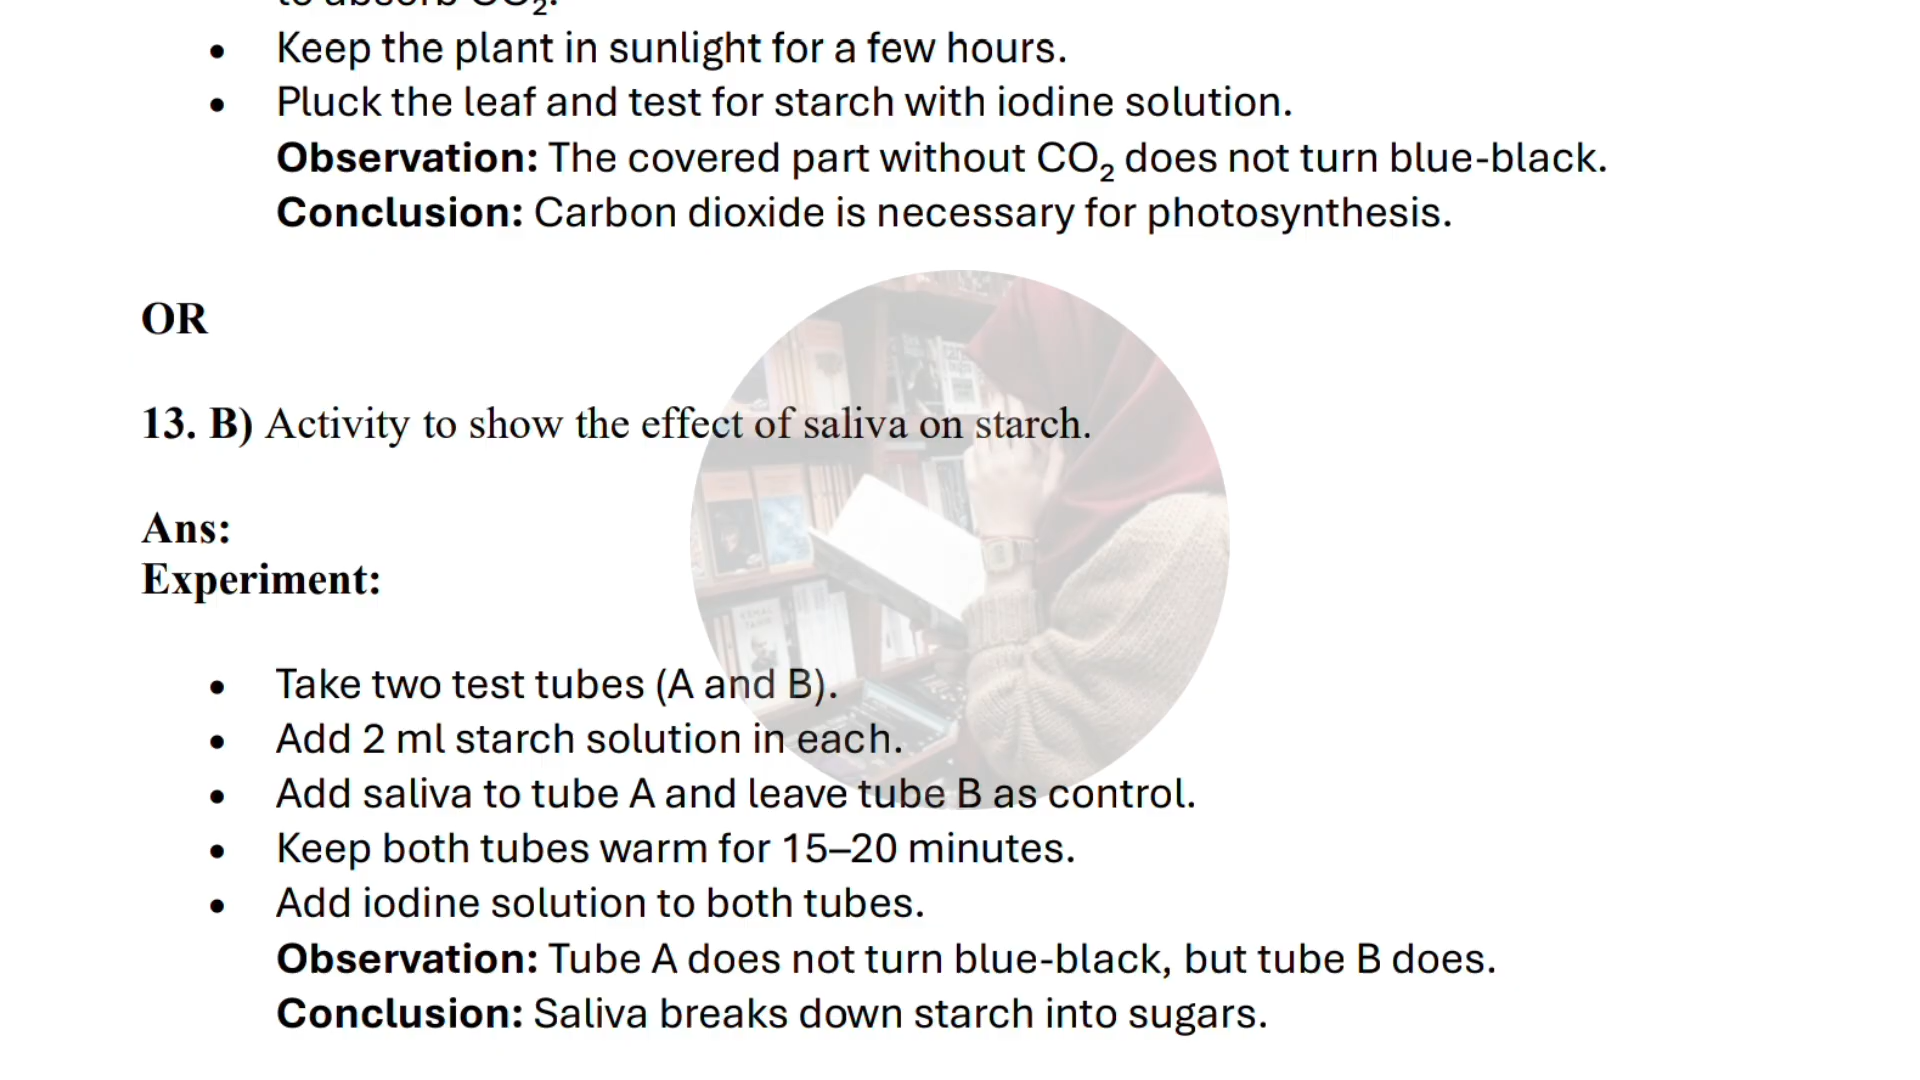 to absorb CO₂.
• Keep the plant in sunlight for a few hours.
• Pluck the leaf and test for starch with iodine solution.
Observation: The covered part without CO₂ does not turn blue-black.
Conclusion: Carbon dioxide is necessary for photosynthesis.
OR
13. B) Activity to show the effect of saliva on starch.
Ans:
Experiment:
• Take two test tubes (A and B).
• Add 2 ml starch solution in each.
• Add saliva to tube A and leave tube B as control.
• Keep both tubes warm for 15–20 minutes.
• Add iodine solution to both tubes.
Observation: Tube A does not turn blue-black, but tube B does.
Conclusion: Saliva breaks down starch into sugars.
KEMAL
TAHIR